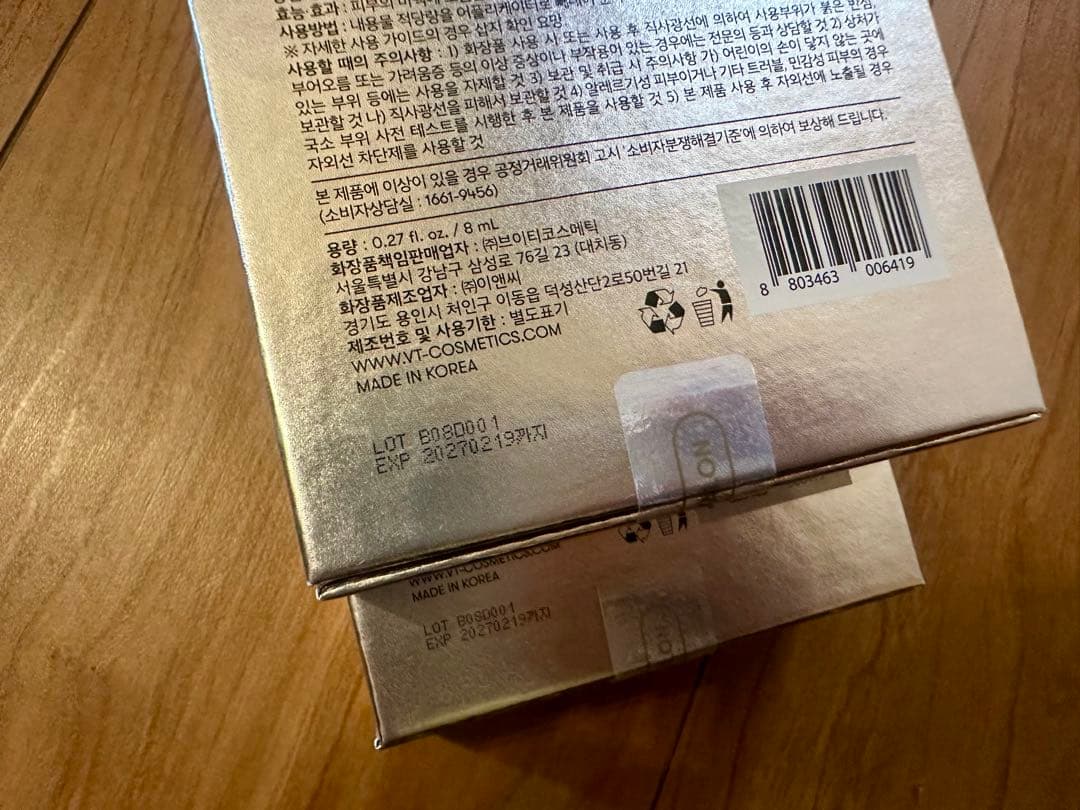 효능·효과 : 피부의 미백에
사용방법 : 내용물 적당량을 어플리케이터로
※ 자세한 사용 가이드의 경우 삽지 확인 요망
사용할 때의 주의사항 : 1) 화장품 사용 시 또는 사용 후 직사광선에 의하여 사용부위가 붉은 반점,
부어오름 또는 가려움증 등의 이상 증상이나 부작용이 있는 경우에는 전문의 등과 상담할 것 2) 상처가
있는 부위 등에는 사용을 자제할 것 3) 보관 및 취급 시 주의사항 가) 어린이의 손이 닿지 않는 곳에
보관할 것 나) 직사광선을 피해서 보관할 것 4) 알레르기성 피부이거나 기타 트러블, 민감성 피부의 경우
국소 부위 사전 테스트를 시행한 후 본 제품을 사용할 것 5) 본 제품 사용 후 자외선에 노출될 경우
자외선 차단제를 사용할 것
본 제품에 이상이 있을 경우 공정거래위원회 고시 '소비자분쟁해결기준'에 의하여 보상해 드립니다.
(소비자상담실 : 1661-9456)
용량 : 0.27 fl. oz. / 8 mL
화장품책임판매업자 : ㈜브이티코스메틱
서울특별시 강남구 삼성로 76길 23 (대치동)
화장품제조업자 : ㈜이앤씨
경기도 용인시 처인구 이동읍 덕성산단2로50번길 21
제조번호 및 사용기한 : 별도표기
WWW.VT-COSMETICS.COM
MADE IN KOREA
8 803463 006419
LOT B08D001
EXP 20270219까지
NO
WWW.VT-COSMETICS.COM
MADE IN KOREA
LOT B08D001
EXP 20270219까지
NO